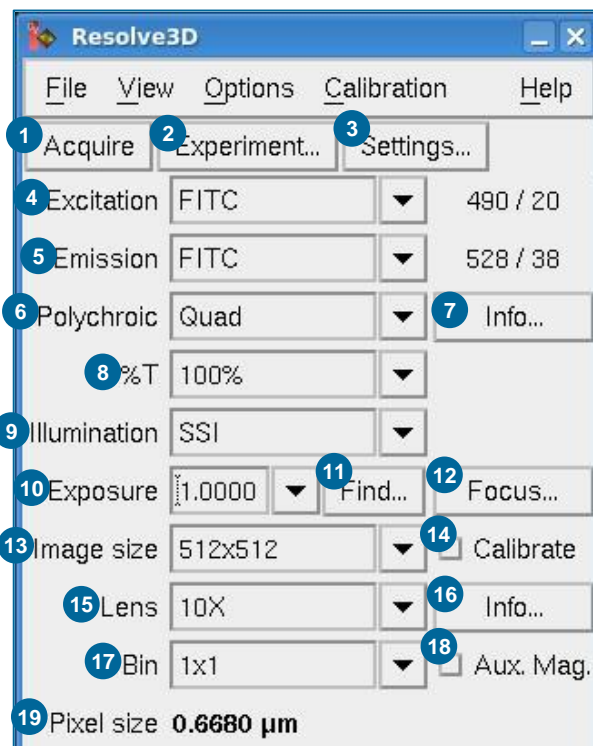 Resolve3D
File View Options Calibration Help
1 Acquire 2 Experiment... 3 Settings...
4 Excitation FITC 490 / 20
5 Emission FITC 528 / 38
6 Polychroic Quad 7 Info...
8 %T 100%
9 Illumination SSI
10 Exposure 1.0000 11 Find... 12 Focus...
13 Image size 512x512 14 Calibrate
15 Lens 10X 16 Info...
17 Bin 1x1 18 Aux. Mag.
19 Pixel size 0.6680 µm